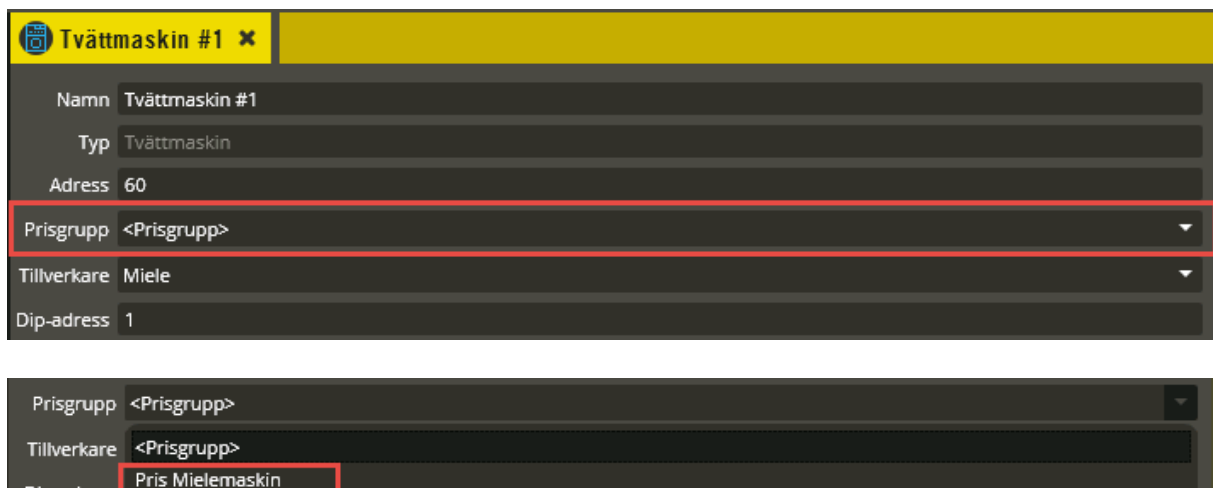 Tvättmaskin #1 ×
Namn Tvättmaskin #1
Typ Tvättmaskin
Adress 60
Prisgrupp <Prisgrupp>
Tillverkare Miele
Dip-adress 1
Prisgrupp <Prisgrupp>
Tillverkare <Prisgrupp>
Pris Mielemaskin